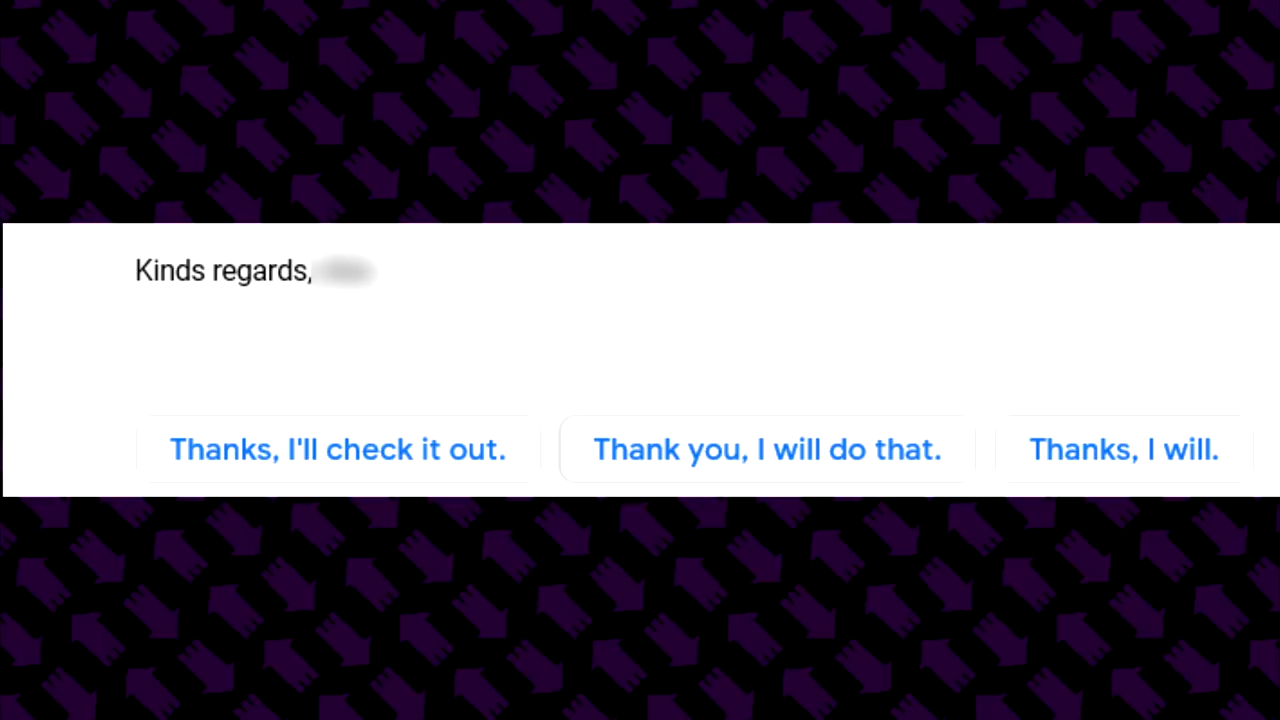 Kinds regards,
Thanks, I'll check it out. Thank you, I will do that. Thanks, I will.